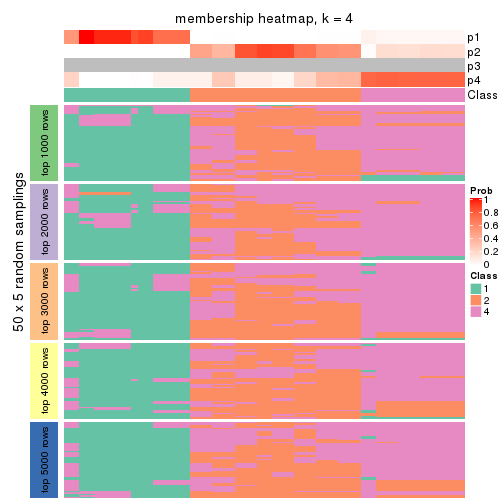 membership heatmap, k = 4
p1
p2
p3
p4
Class
50 x 5 random samplings
top 1000 rows
top 2000 rows
top 3000 rows
top 4000 rows
top 5000 rows
Prob
1
0.8
0.6
0.4
0.2
0
Class
1
2
4